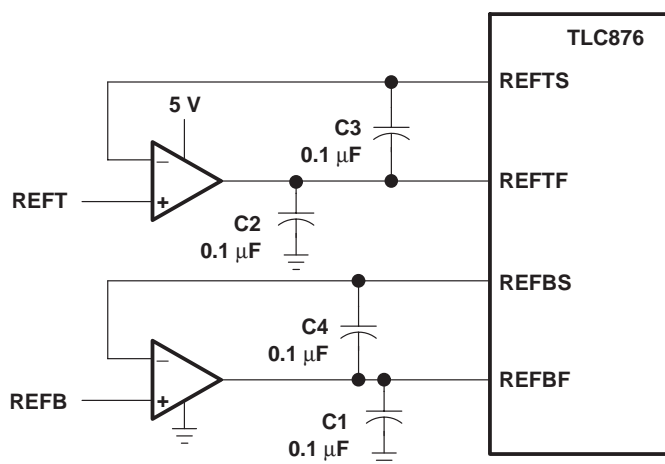 TLC876
REFTS
5 V
C3
0.1 µF
–
+
REFT
REFTF
C2
0.1 µF
REFBS
C4
0.1 µF
–
+
REFB
REFBF
C1
0.1 µF